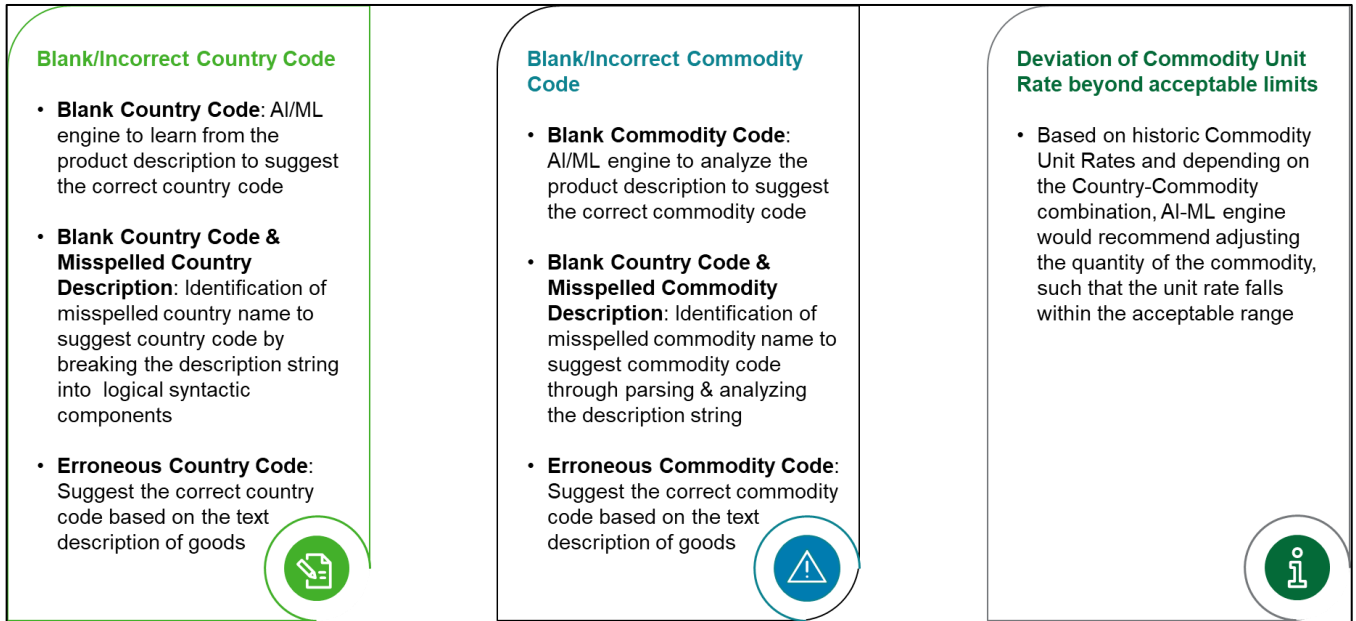 Blank/Incorrect Country Code
• Blank Country Code: AI/ML
engine to learn from the
product description to suggest
the correct country code
• Blank Country Code &
Misspelled Country
Description: Identification of
misspelled country name to
suggest country code by
breaking the description string
into logical syntactic
components
• Erroneous Country Code:
Suggest the correct country
code based on the text
description of goods
Blank/Incorrect Commodity
Code
• Blank Commodity Code:
AI/ML engine to analyze the
product description to suggest
the correct commodity code
• Blank Country Code &
Misspelled Commodity
Description: Identification of
misspelled commodity name to
suggest commodity code
through parsing & analyzing
the description string
• Erroneous Commodity Code:
Suggest the correct commodity
code based on the text
description of goods
Deviation of Commodity Unit
Rate beyond acceptable limits
• Based on historic Commodity
Unit Rates and depending on
the Country-Commodity
combination, AI-ML engine
would recommend adjusting
the quantity of the commodity,
such that the unit rate falls
within the acceptable range